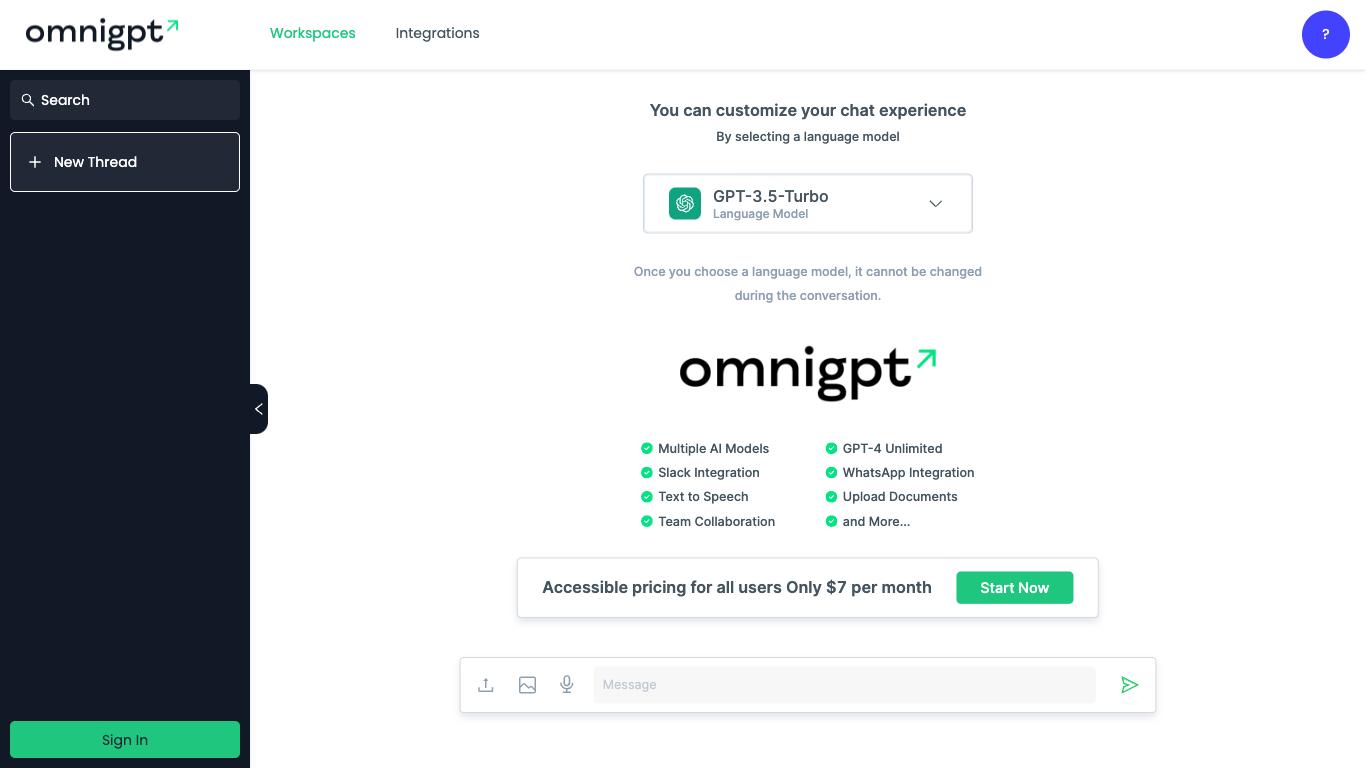 omnigpt
Workspaces
Integrations
?
Search
New Thread
Sign In
You can customize your chat experience
By selecting a language model
GPT-3.5-Turbo
Language Model
Once you choose a language model, it cannot be changed
during the conversation.
omnigpt
Multiple AI Models
GPT-4 Unlimited
Slack Integration
WhatsApp Integration
Text to Speech
Upload Documents
Team Collaboration
and More...
Accessible pricing for all users Only $7 per month
Start Now
Message